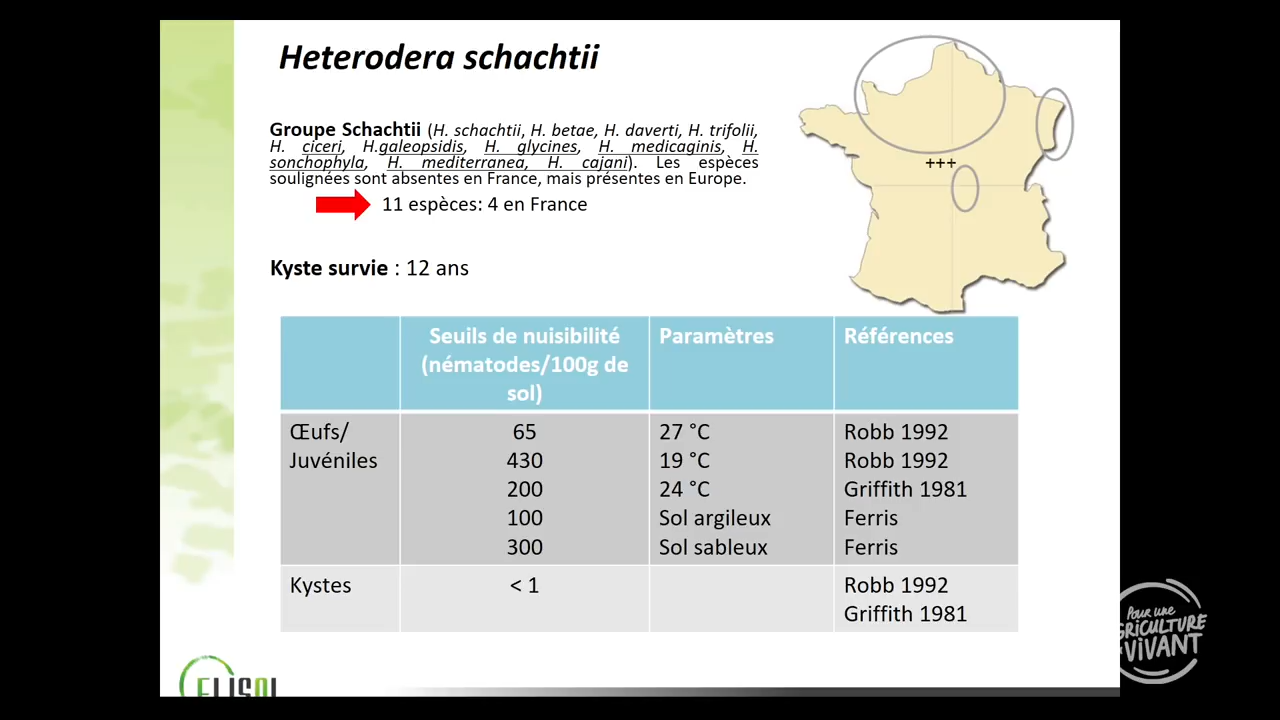 Heterodera schachtii
Groupe Schachtii (H. schachtii, H. betae, H. daverti, H. trifolii,
H. ciceri, H.galeopsidis, H. glycines, H. medicaginis, H.
sonchophyla, H. mediterranea, H. cajani). Les espèces
soulignées sont absentes en France, mais présentes en Europe.
11 espèces: 4 en France
+++
Kyste survie : 12 ans
Seuils de nuisibilité
(nématodes/100g de
sol)
Paramètres
Références
Œufs/
Juvéniles
65
27 °C
Robb 1992
430
19 °C
Robb 1992
200
24 °C
Griffith 1981
100
Sol argileux
Ferris
300
Sol sableux
Ferris
Kystes
< 1
Robb 1992
Griffith 1981
ELISOL
Pour une
AGRICULTURE
VIVANT